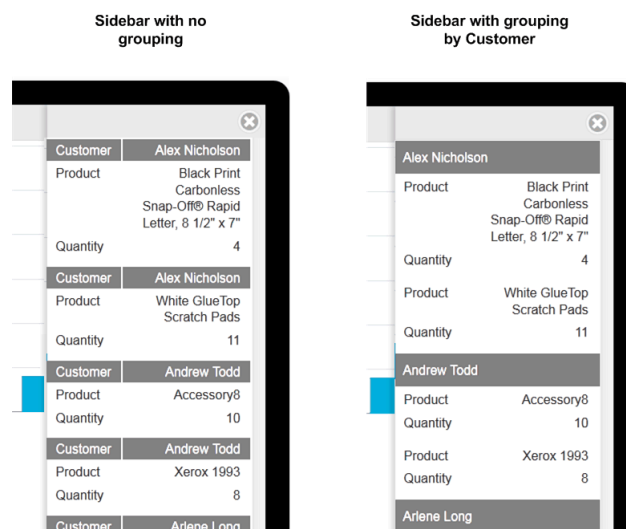 Sidebar with no
grouping
Customer Alex Nicholson
Product Black Print
Carbonless
Snap-Off® Rapid
Letter, 8 1/2" x 7"
Quantity 4
Customer Alex Nicholson
Product White GlueTop
Scratch Pads
Quantity 11
Customer Andrew Todd
Product Accessory8
Quantity 10
Customer Andrew Todd
Product Xerox 1993
Quantity 8
Customer Arlene Long
Sidebar with grouping
by Customer
Alex Nicholson
Product Black Print
Carbonless
Snap-Off® Rapid
Letter, 8 1/2" x 7"
Quantity 4
Product White GlueTop
Scratch Pads
Quantity 11
Andrew Todd
Product Accessory8
Quantity 10
Product Xerox 1993
Quantity 8
Arlene Long